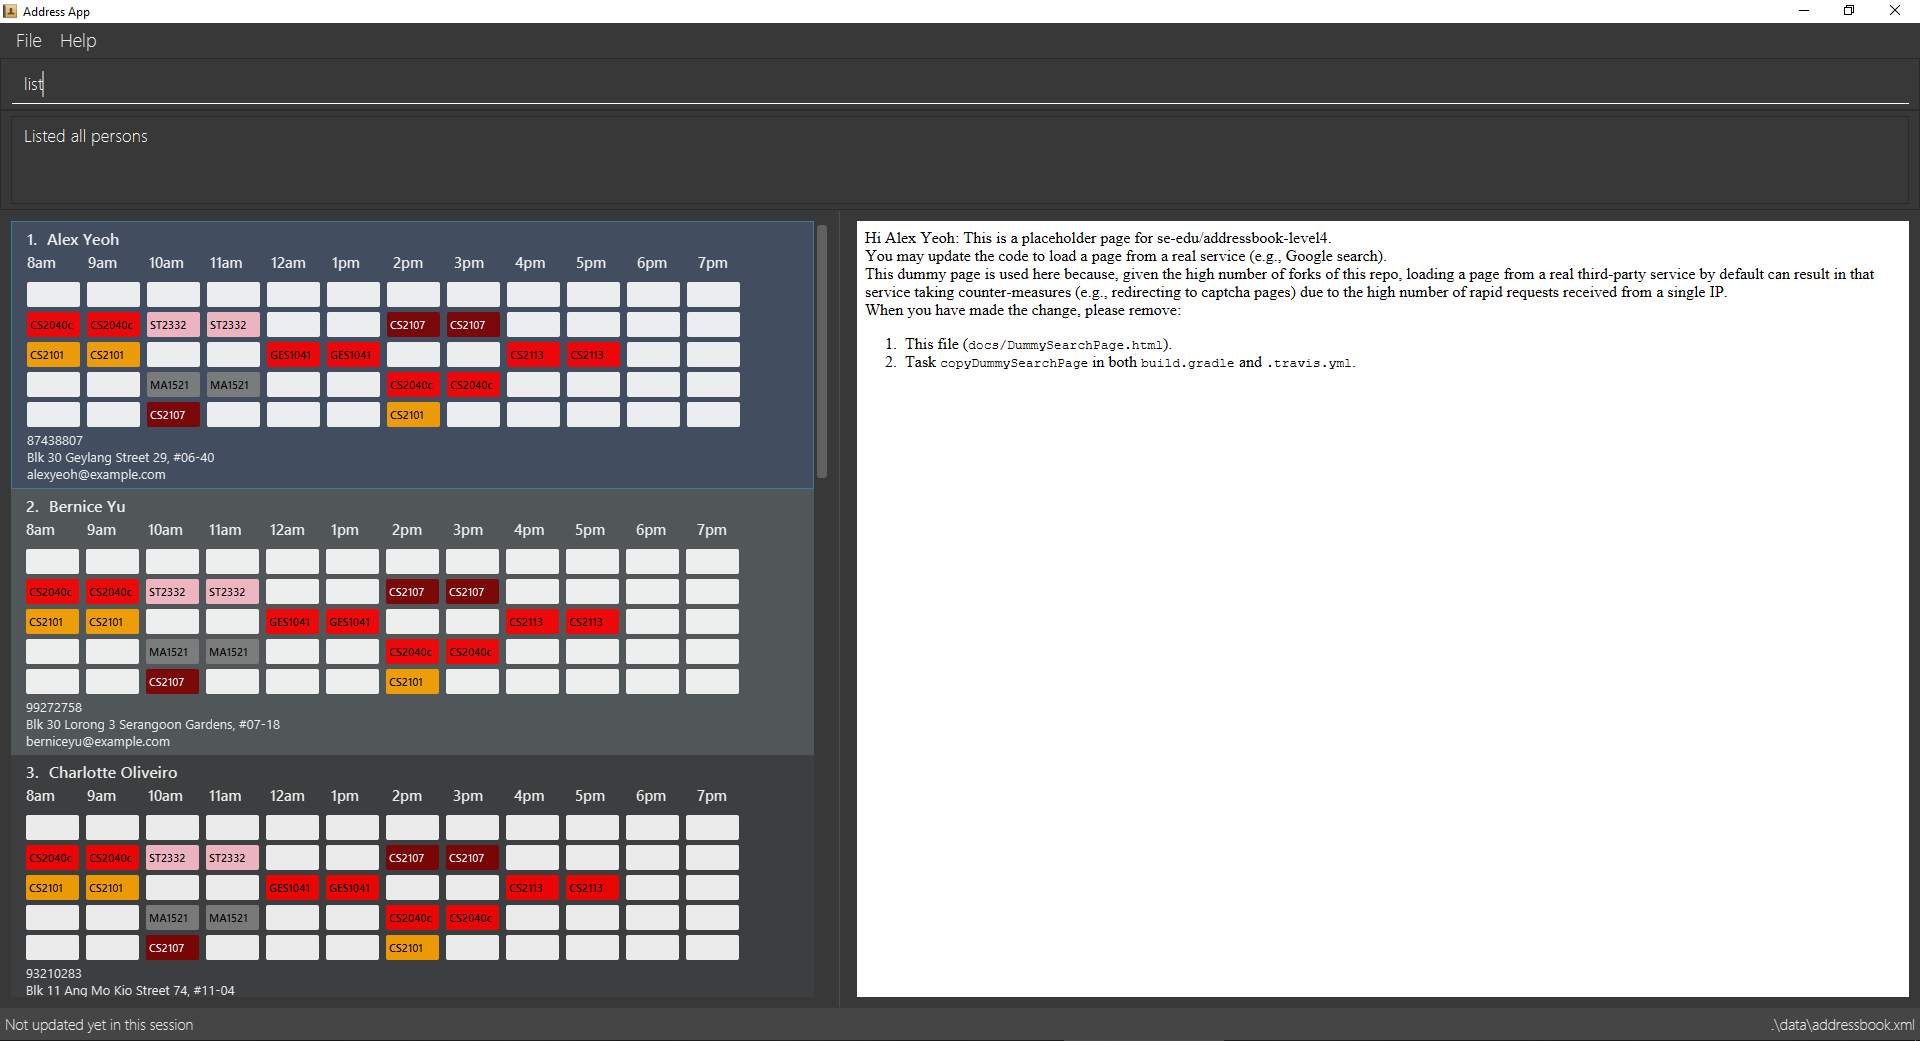 Address App
File Help
list
Listed all persons
1. Alex Yeoh
8am 9am 10am 11am 12am 1pm 2pm 3pm 4pm 5pm 6pm 7pm
CS2040c CS2040c ST2332 ST2332 CS2107 CS2107
CS2101 CS2101 GES1041 GES1041 CS2113 CS2113
MA1521 MA1521 CS2040c CS2040c
CS2107 CS2101
87438807
Blk 30 Geylang Street 29, #06-40
alexyeoh@example.com
2. Bernice Yu
8am 9am 10am 11am 12am 1pm 2pm 3pm 4pm 5pm 6pm 7pm
CS2040c CS2040c ST2332 ST2332 CS2107 CS2107
CS2101 CS2101 GES1041 GES1041 CS2113 CS2113
MA1521 MA1521 CS2040c CS2040c
CS2107 CS2101
99272758
Blk 30 Lorong 3 Serangoon Gardens, #07-18
berniceyu@example.com
3. Charlotte Oliveiro
8am 9am 10am 11am 12am 1pm 2pm 3pm 4pm 5pm 6pm 7pm
CS2040c CS2040c ST2332 ST2332 CS2107 CS2107
CS2101 CS2101 GES1041 GES1041 CS2113 CS2113
MA1521 MA1521 CS2040c CS2040c
CS2107 CS2101
93210283
Blk 11 Ang Mo Kio Street 74, #11-04
Hi Alex Yeoh: This is a placeholder page for se-edu/addressbook-level4.
You may update the code to load a page from a real service (e.g., Google search).
This dummy page is used here because, given the high number of forks of this repo, loading a page from a real third-party service by default can result in that
service taking counter-measures (e.g., redirecting to captcha pages) due to the high number of rapid requests received from a single IP.
When you have made the change, please remove:
1. This file (docs/DummySearchPage.html).
2. Task copyDummySearchPage in both build.gradle and .travis.yml.
Not updated yet in this session
.\data\addressbook.xml